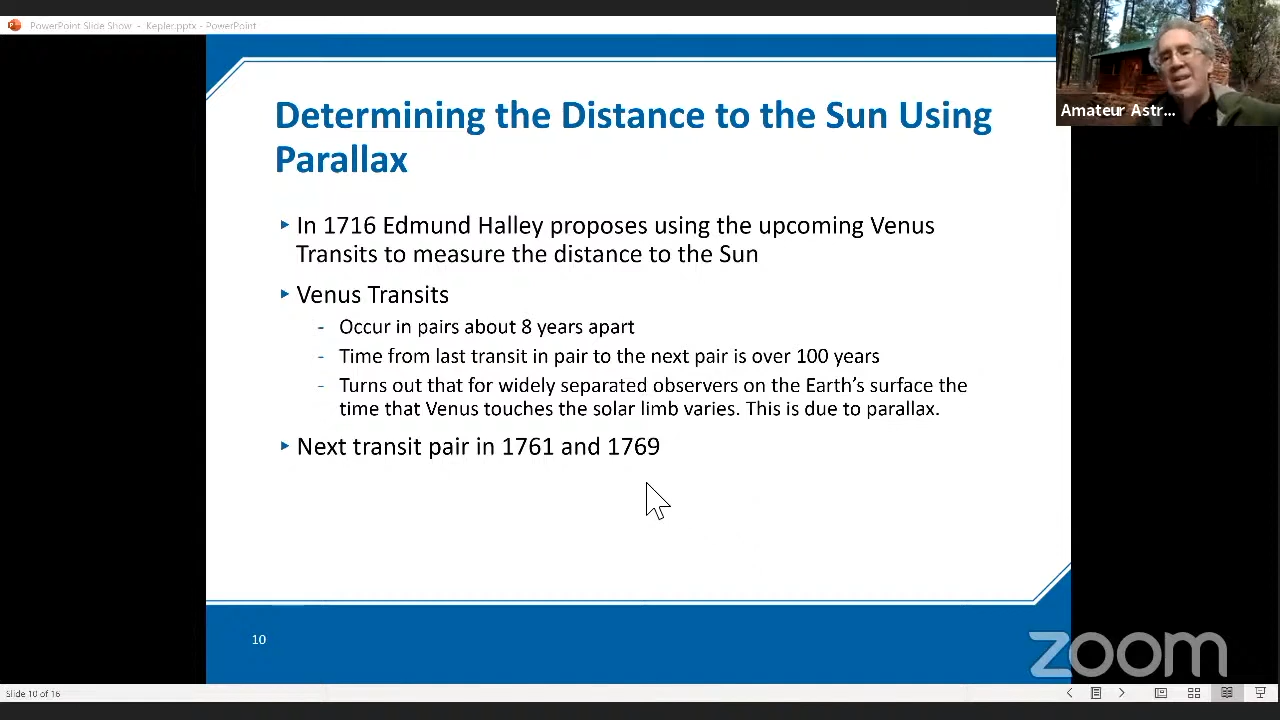 PowerPoint Slide Show - Kepler.pptx - PowerPoint
Amateur Astr...
Determining the Distance to the Sun Using
Parallax
In 1716 Edmund Halley proposes using the upcoming Venus
Transits to measure the distance to the Sun
Venus Transits
- Occur in pairs about 8 years apart
- Time from last transit in pair to the next pair is over 100 years
- Turns out that for widely separated observers on the Earth's surface the
time that Venus touches the solar limb varies. This is due to parallax.
Next transit pair in 1761 and 1769
10
zoom
Slide 10 of 16